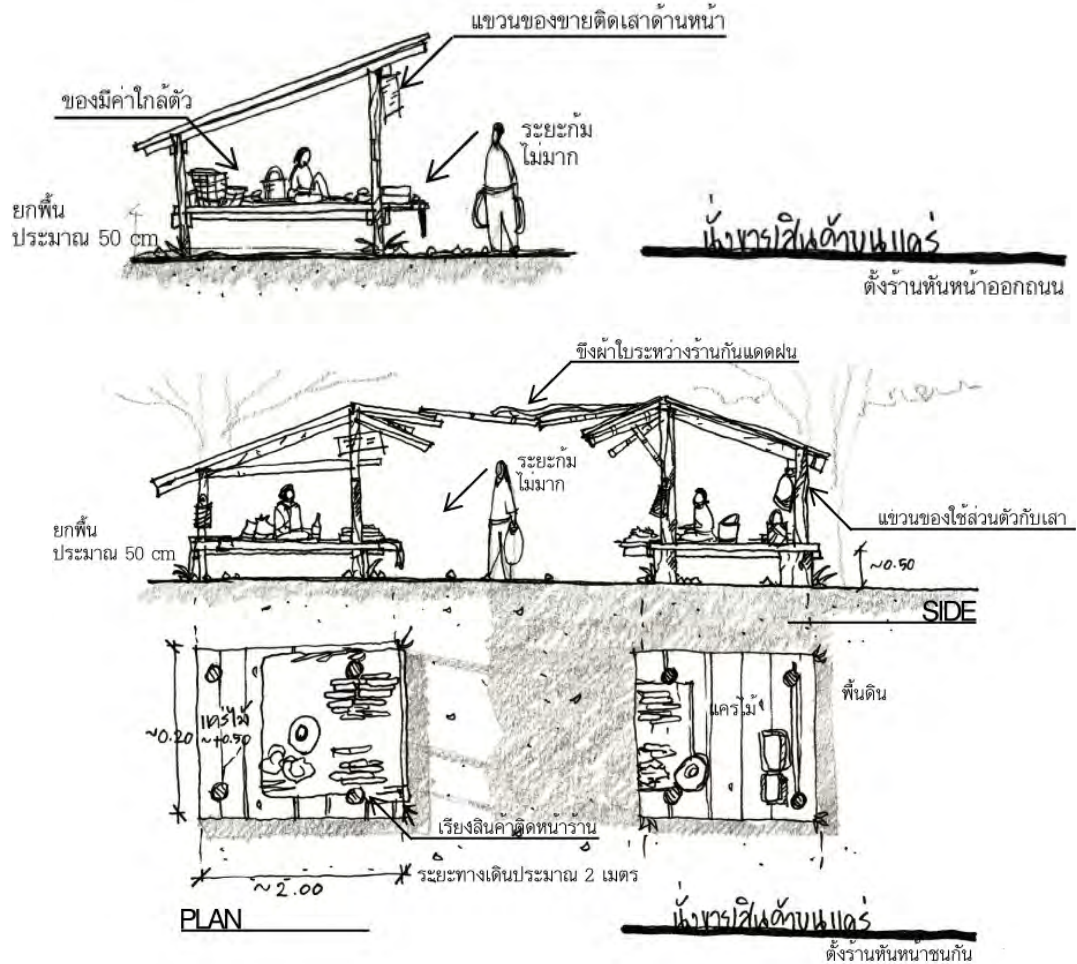 แขวนของขายติดเสาด้านหน้า
ของมีค่าใกล้ตัว
ระยะก้ม
ไม่มาก
ยกพื้น
ประมาณ 50 cm
นั่งขายสินค้าบนแคร่
ตั้งร้านหันหน้าออกถนน
ขึงผ้าใบระหว่างร้านกันแดดฝน
ระยะก้ม
ไม่มาก
แขวนของใช้ส่วนตัวกับเสา
ยกพื้น
ประมาณ 50 cm
~0.50
SIDE
พื้นดิน
แคร่ไม้
~+0.50
แคร่ไม้
~0.20
เรียงสินค้าติดหน้าร้าน
ระยะทางเดินประมาณ 2 เมตร
~2.00
PLAN
นั่งขายสินค้าบนแคร่
ตั้งร้านหันหน้าชนกัน